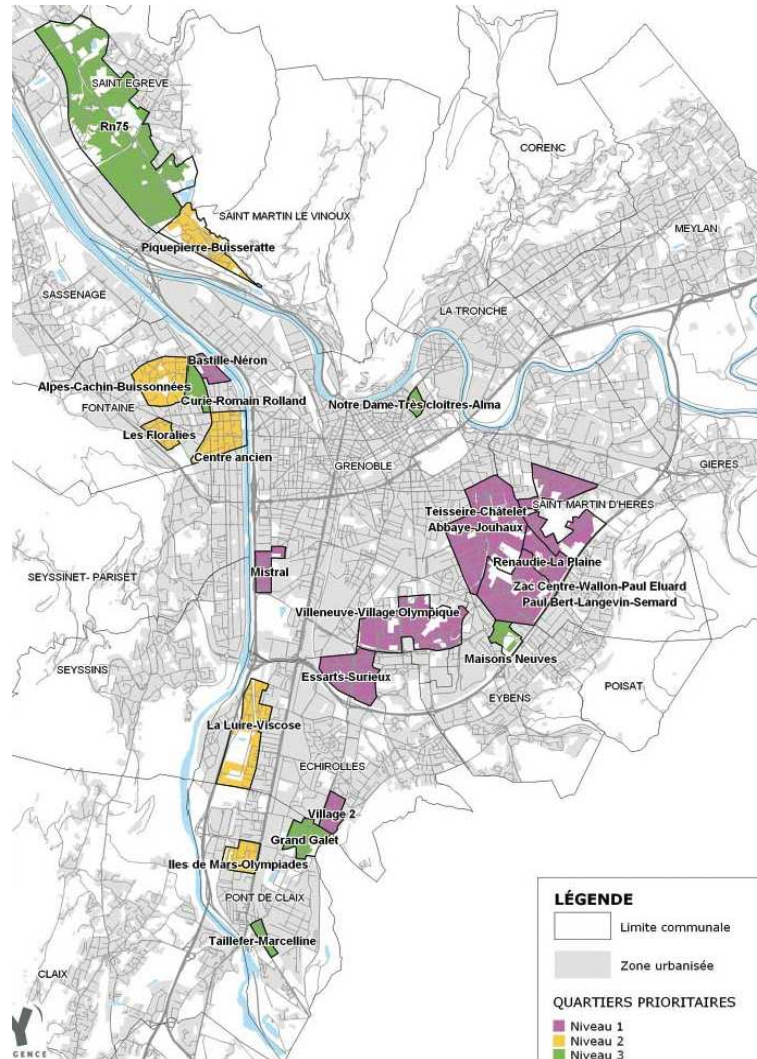 SAINT EGREVE
Rn75
CORENC
SAINT MARTIN LE VINOUX
MEYLAN
Piquepierre-Buisseratte
SASSENAGE
LA TRONCHE
Bastille-Néron
Alpes-Cachin-Buissonnées
Curie-Romain Rolland
Notre Dame-Très cloitres-Alma
FONTAINE
Les Floralies
Centre ancien
GRENOBLE
GIERES
Teisseire-Châtelet
SAINT MARTIN D'HERES
Abbaye-Jouhaux
Renaudie-La Plaine
Mistral
SEYSSINET- PARISET
Zac Centre-Wallon-Paul Eluard
Paul Bert-Langevin-Semard
Villeneuve-Village Olympique
Maisons Neuves
SEYSSINS
Essarts-Surieux
POISAT
EYBENS
La Luire-Viscose
ECHIROLLES
Village 2
Grand Galet
Iles de Mars-Olympiades
PONT DE CLAIX
Taillefer-Marcelline
CLAIX
LÉGENDE
Limite communale
Zone urbanisée
QUARTIERS PRIORITAIRES
Niveau 1
Niveau 2
Niveau 3